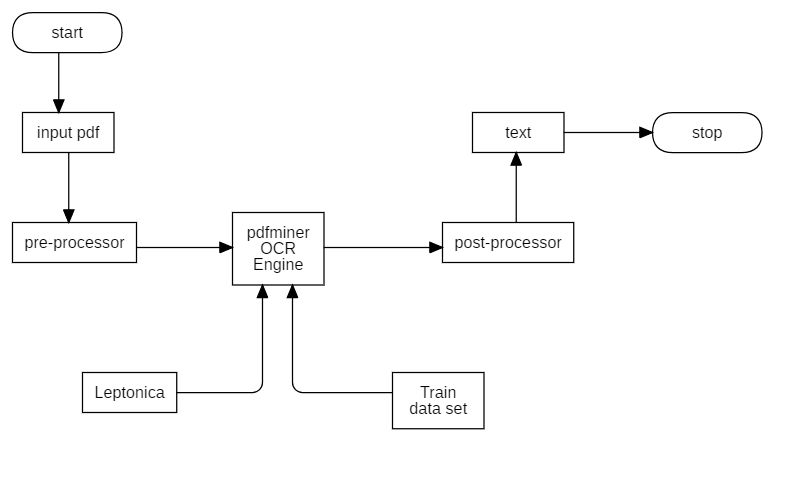 start
input pdf
text
stop
pre-processor
pdfminer
OCR
Engine
post-processor
Leptonica
Train
data set